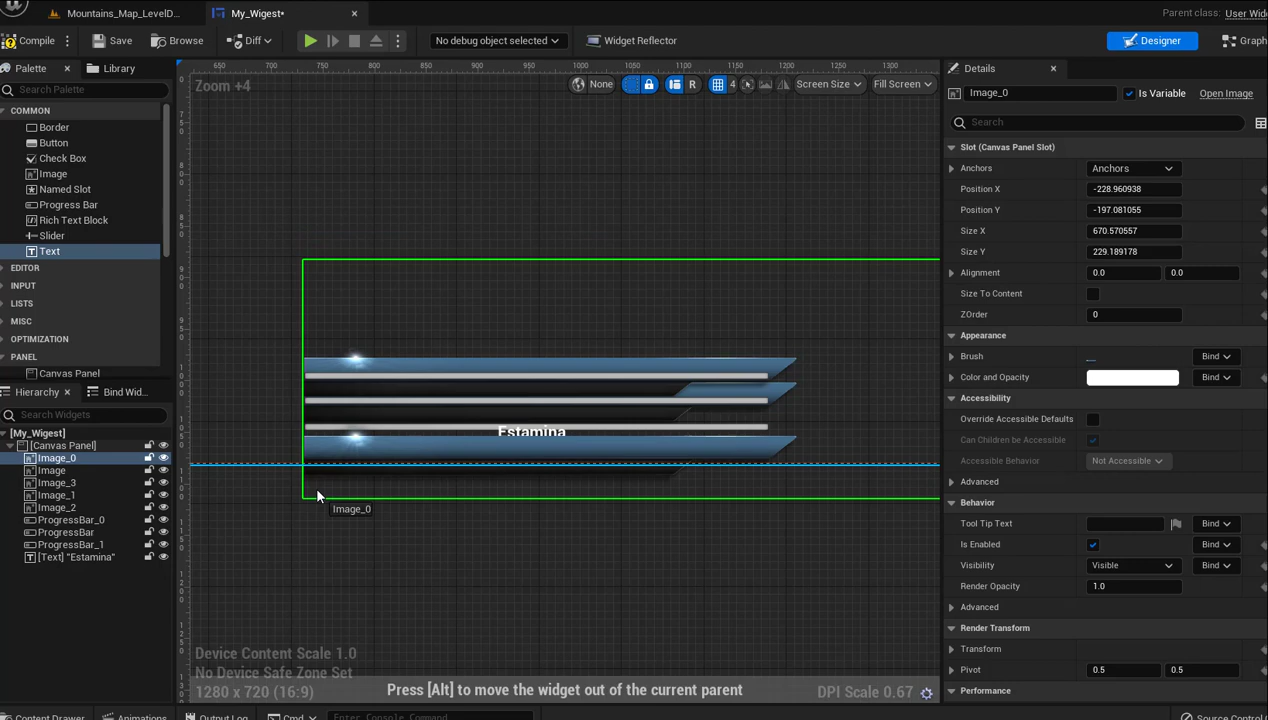 Mountains_Map_LevelD...
My_Wigest•
Parent class:
User Wid
Compile
Save
Browse
Diff
No debug object selected
Widget Reflector
Designer
Graph
Palette
Library
Search Palette
COMMON
Border
Button
Check Box
Image
Named Slot
Progress Bar
Rich Text Block
Slider
Text
EDITOR
INPUT
LISTS
MISC
OPTIMIZATION
PANEL
Canvas Panel
Hierarchy
Bind Wid...
Search Widgets
[My_Wigest]
[Canvas Panel]
Image_0
Image
Image_3
Image_1
Image_2
ProgressBar_0
ProgressBar
ProgressBar_1
[Text] "Estamina"
650 700 750 800 850 900 950 1000 1050 1100 1150 1200 1300
Zoom +4
None
R
4
Screen Size
Fill Screen
Estamina
Image_0
Device Content Scale 1.0
No Device Safe Zone Set
1280 x 720 (16:9)
Press [Alt] to move the widget out of the current parent
DPI Scale 0.67
Details
Image_0
Is Variable
Open Image
Search
Slot (Canvas Panel Slot)
Anchors
Anchors
Position X
-228.960938
Position Y
-197.081055
Size X
670.570557
Size Y
229.189178
Alignment
0.0
0.0
Size To Content
ZOrder
0
Appearance
Brush
Bind
Color and Opacity
Bind
Accessibility
Override Accessible Defaults
Can Children be Accessible
Accessible Behavior
Not Accessible
Advanced
Behavior
Tool Tip Text
Bind
Is Enabled
Bind
Visibility
Visible
Bind
Render Opacity
1.0
Advanced
Render Transform
Transform
Pivot
0.5
0.5
Performance
Content Drawer
Animations
Output Log
Cmd
Enter Console Command
Source Control